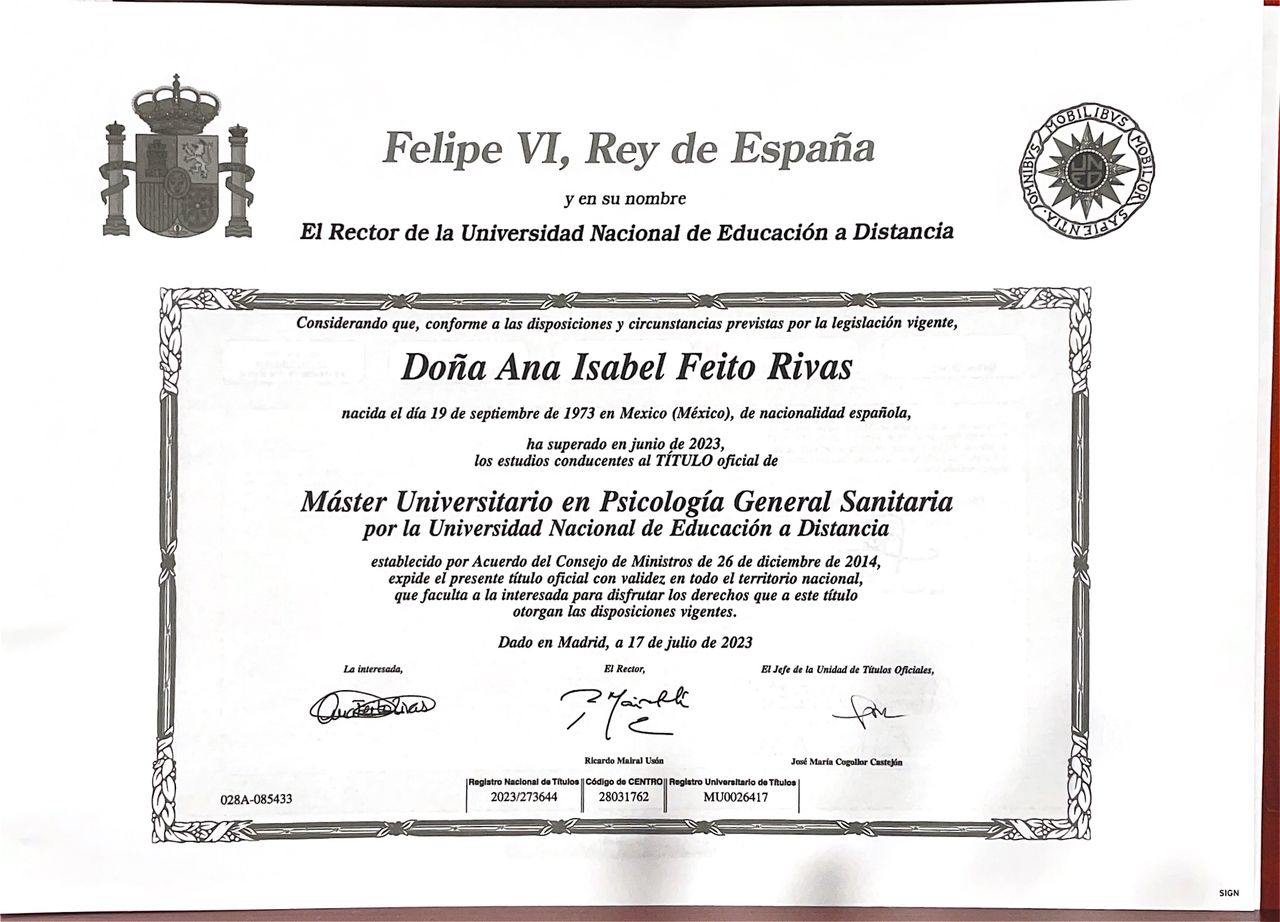 Felipe VI, Rey de España
y en su nombre
El Rector de la Universidad Nacional de Educación a Distancia
OMNIBVS MOBILIBVS MOBILIOR SAPIENTIA
UNED
Considerando que, conforme a las disposiciones y circunstancias previstas por la legislación vigente,
Doña Ana Isabel Feito Rivas
nacida el día 19 de septiembre de 1973 en Mexico (México), de nacionalidad española,
ha superado en junio de 2023,
los estudios conducentes al TÍTULO oficial de
Máster Universitario en Psicología General Sanitaria
por la Universidad Nacional de Educación a Distancia
establecido por Acuerdo del Consejo de Ministros de 26 de diciembre de 2014,
expide el presente título oficial con validez en todo el territorio nacional,
que faculta a la interesada para disfrutar los derechos que a este título
otorgan las disposiciones vigentes.
Dado en Madrid, a 17 de julio de 2023
La interesada, El Rector, El Jefe de la Unidad de Títulos Oficiales,
Ricardo Mairal Usón José María Cogollor Castejón
Registro Nacional de Títulos Código de CENTRO Registro Universitario de Títulos
028A-085433 2023/273644 28031762 MU0026417
SIGN